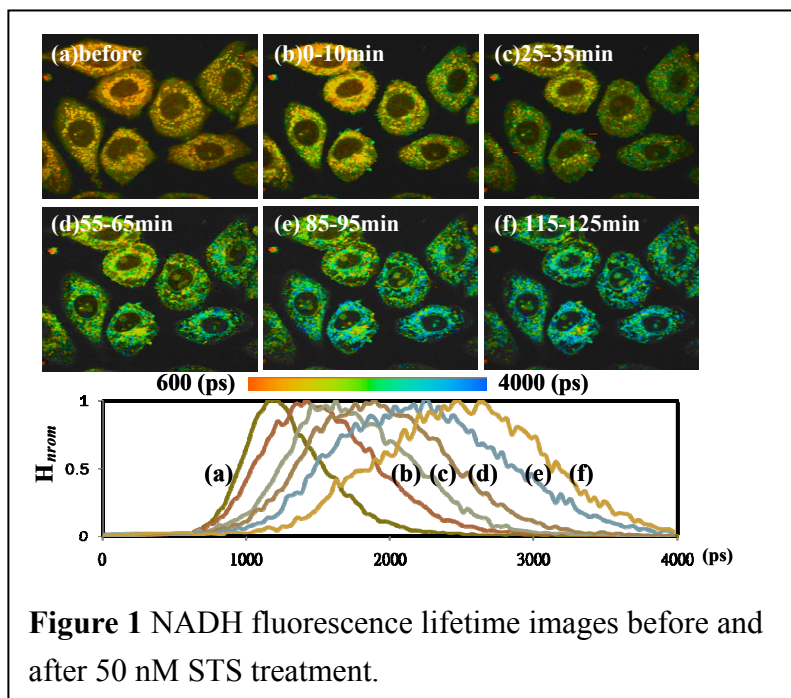 (a)before (b)0-10min (c)25-35min
(d)55-65min (e) 85-95min (f) 115-125min
600 (ps) 4000 (ps)
1
H_nrom
0.5
0
(a) (b) (c) (d) (e) (f)
0 1000 2000 3000 4000 (ps)
Figure 1 NADH fluorescence lifetime images before and
after 50 nM STS treatment.